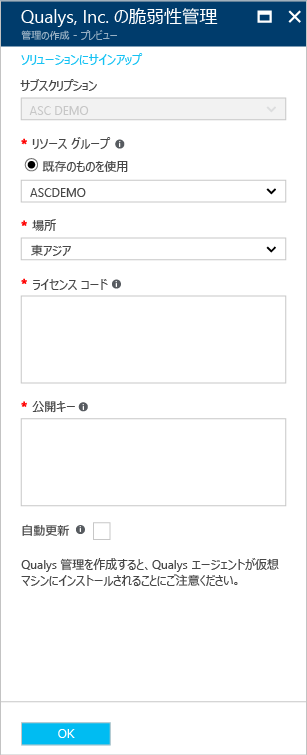 Qualys, Inc. の脆弱性管理
管理の作成 - プレビュー
ソリューションにサインアップ
サブスクリプション
ASC DEMO
* リソース グループ
既存のものを使用
ASCDEMO
* 場所
東アジア
* ライセンス コード
* 公開キー
自動更新
Qualys 管理を作成すると、Qualys エージェントが仮想
マシンにインストールされることにご注意ください。
OK